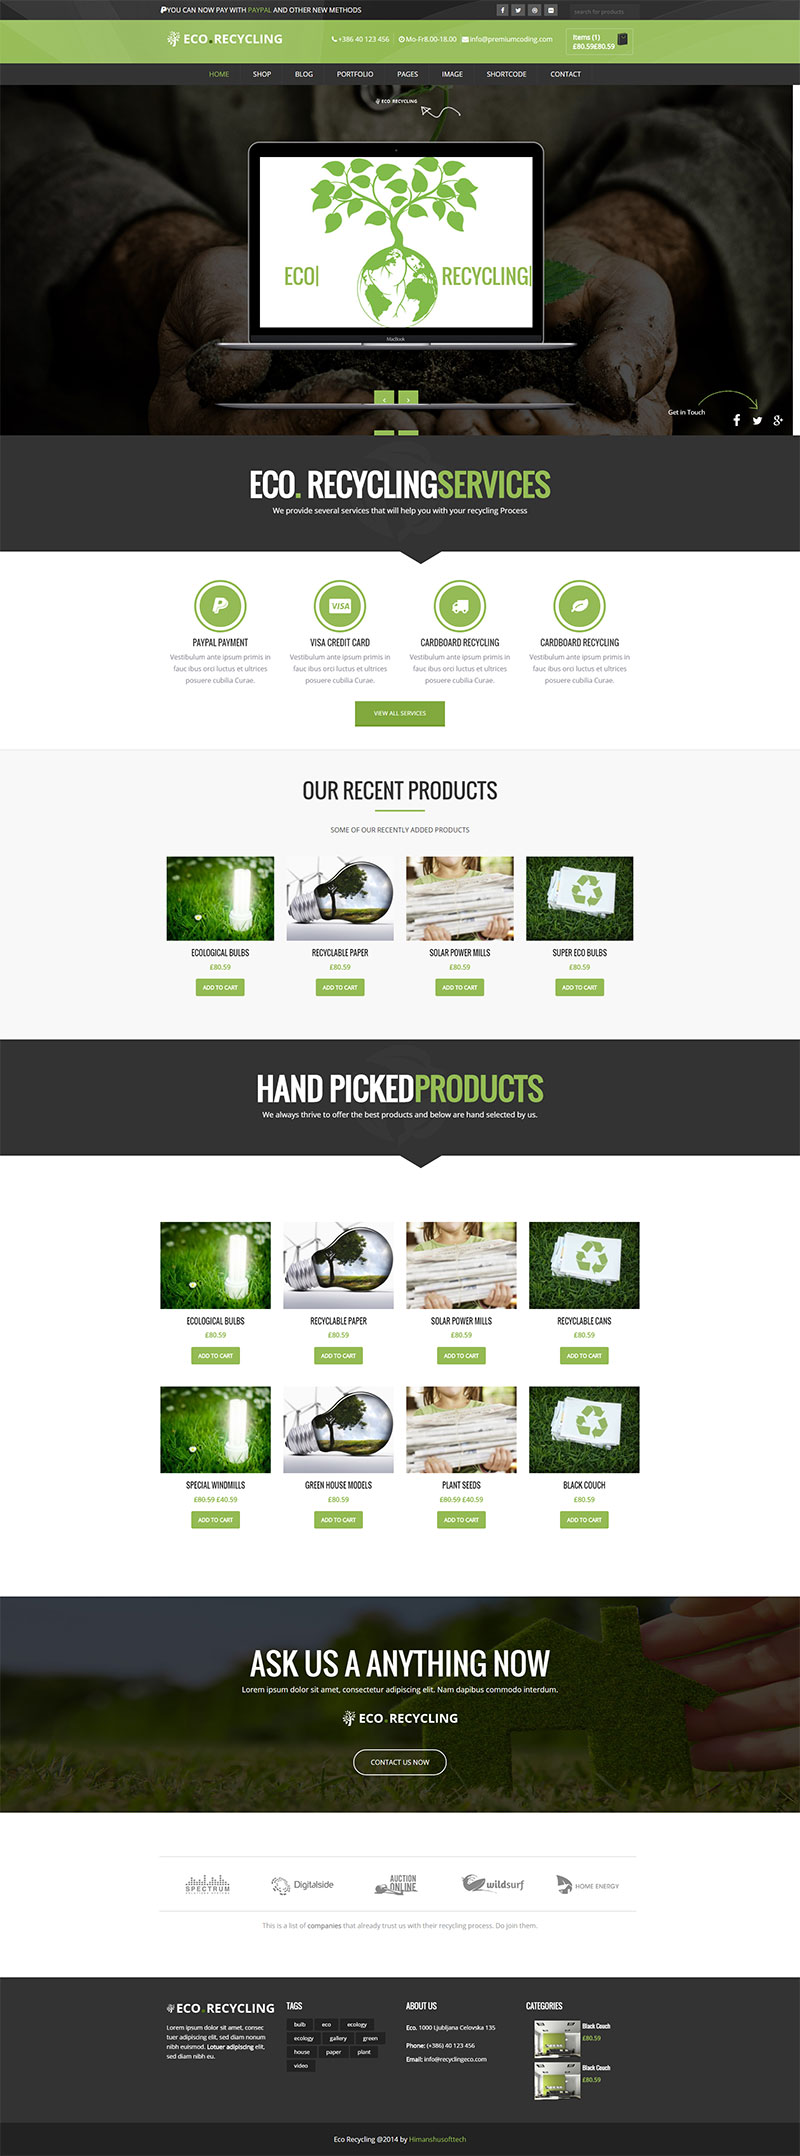 YOU CAN NOW PAY WITH PAYPAL AND OTHER NEW METHODS
search for products
ECO.RECYCLING
+386 40 123 456
Mo-Fr8.00-18.00
info@premiumcoding.com
Items (1)
£80.59£80.59
HOME SHOP BLOG PORTFOLIO PAGES IMAGE SHORTCODE CONTACT
ECO.RECYCLING
ECO| RECYCLING|
MacBook
Get in Touch
ECO. RECYCLINGSERVICES
We provide several services that will help you with your recycling Process
VISA
PAYPAL PAYMENT
Vestibulum ante ipsum primis in
fauc ibus orci luctus et ultrices
posuere cubilia Curae.
VISA CREDIT CARD
Vestibulum ante ipsum primis in
fauc ibus orci luctus et ultrices
posuere cubilia Curae.
CARDBOARD RECYCLING
Vestibulum ante ipsum primis in
fauc ibus orci luctus et ultrices
posuere cubilia Curae.
CARDBOARD RECYCLING
Vestibulum ante ipsum primis in
fauc ibus orci luctus et ultrices
posuere cubilia Curae.
VIEW ALL SERVICES
OUR RECENT PRODUCTS
SOME OF OUR RECENTLY ADDED PRODUCTS
ECOLOGICAL BULBS
£80.59
ADD TO CART
RECYCLABLE PAPER
£80.59
ADD TO CART
SOLAR POWER MILLS
£80.59
ADD TO CART
SUPER ECO BULBS
£80.59
ADD TO CART
HAND PICKEDPRODUCTS
We always thrive to offer the best products and below are hand selected by us.
ECOLOGICAL BULBS
£80.59
ADD TO CART
RECYCLABLE PAPER
£80.59
ADD TO CART
SOLAR POWER MILLS
£80.59
ADD TO CART
RECYCLABLE CANS
£80.59
ADD TO CART
SPECIAL WINDMILLS
£80.59 £40.59
ADD TO CART
GREEN HOUSE MODELS
£80.59
ADD TO CART
PLANT SEEDS
£80.59 £40.59
ADD TO CART
BLACK COUCH
£80.59
ADD TO CART
ASK US A ANYTHING NOW
Lorem ipsum dolor sit amet, consectetur adipiscing elit. Nam dapibus commodo interdum.
ECO.RECYCLING
CONTACT US NOW
SPECTRUM
Digitalside
AUCTION
ONLINE
wildsurf
HOME ENERGY
This is a list of companies that already trust us with their recycling process. Do join them.
ECO.RECYCLING
Lorem ipsum dolor sit amet, consec
tetuer adipiscing elit, sed diam nonum
nibh euismod. Lotuer adipiscing elit,
sed diam nibh eu.
TAGS
bulb eco ecology
ecology gallery green
house paper plant
video
ABOUT US
Eco. 1000 Ljubljana Celovska 135
Phone: (+386) 40 123 456
Email: info@recyclingeco.com
CATEGORIES
Black Couch
£80.59
Black Couch
£80.59
Eco Recycling @2014 by Himanshusofttech